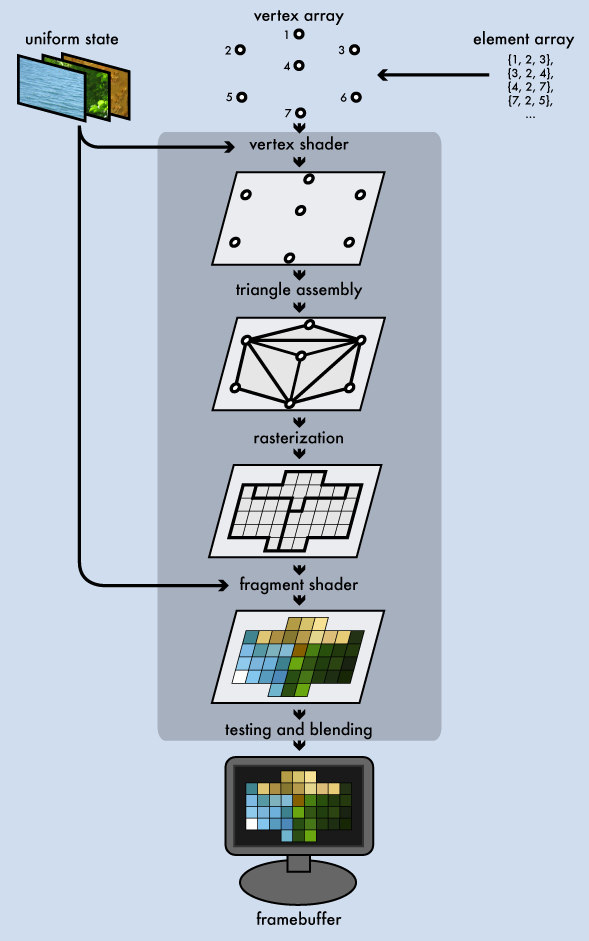 vertex array
uniform state
element array
1
2
3
4
5
6
7
{1, 2, 3},
{3, 2, 4},
{4, 2, 7},
{7, 2, 5},
...
vertex shader
triangle assembly
rasterization
fragment shader
testing and blending
framebuffer